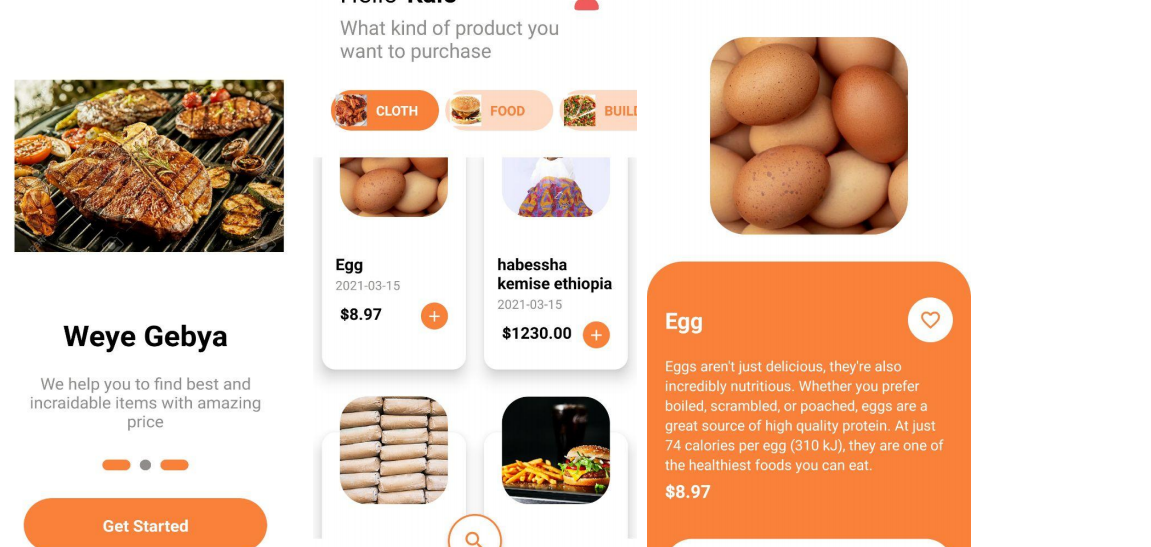 Weye Gebya
We help you to find best and
incraidable items with amazing
price
Get Started
What kind of product you
want to purchase
CLOTH
FOOD
Egg
2021-03-15
$8.97
+
habessha
kemise ethiopia
2021-03-15
$1230.00
+
Egg
Eggs aren't just delicious, they're also
incredibly nutritious. Whether you prefer
boiled, scrambled, or poached, eggs are a
great source of high quality protein. At just
74 calories per egg (310 kJ), they are one of
the healthiest foods you can eat.
$8.97